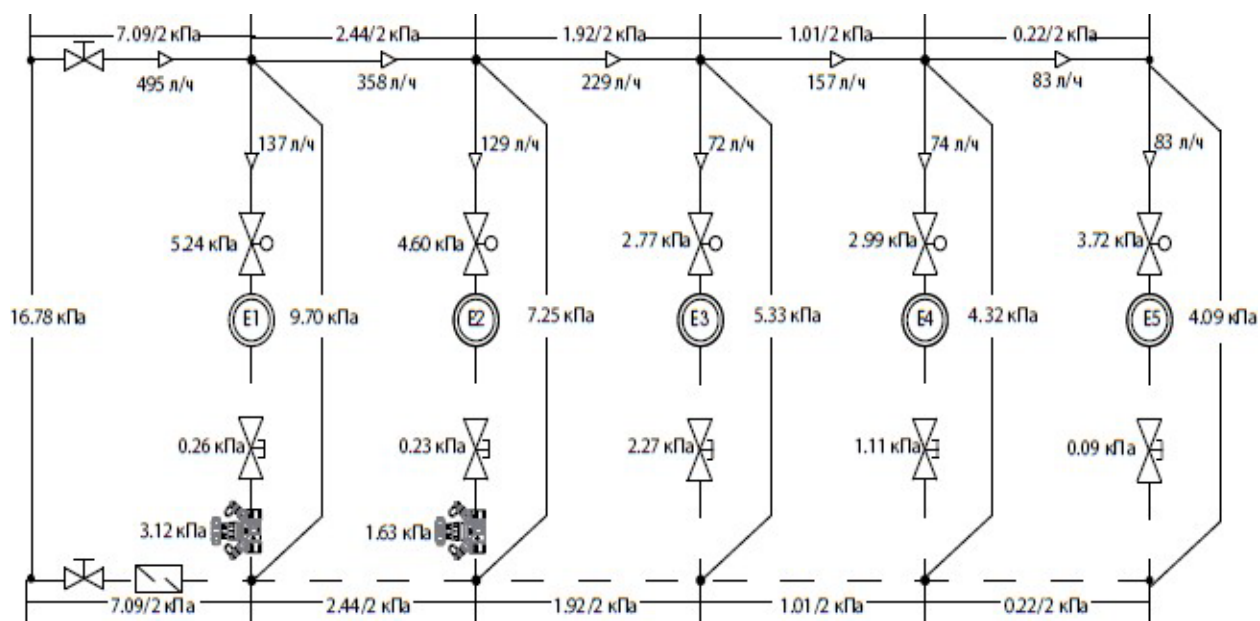 7.09/2 кПа 2.44/2 кПа 1.92/2 кПа 1.01/2 кПа 0.22/2 кПа
495 л/ч 358 л/ч 229 л/ч 157 л/ч 83 л/ч
137 л/ч 129 л/ч 72 л/ч 74 л/ч 83 л/ч
5.24 кПа 4.60 кПа 2.77 кПа 2.99 кПа 3.72 кПа
16.78 кПа E1 9.70 кПа E2 7.25 кПа E3 5.33 кПа E4 4.32 кПа E5 4.09 кПа
0.26 кПа 0.23 кПа 2.27 кПа 1.11 кПа 0.09 кПа
3.12 кПа 1.63 кПа
7.09/2 кПа 2.44/2 кПа 1.92/2 кПа 1.01/2 кПа 0.22/2 кПа